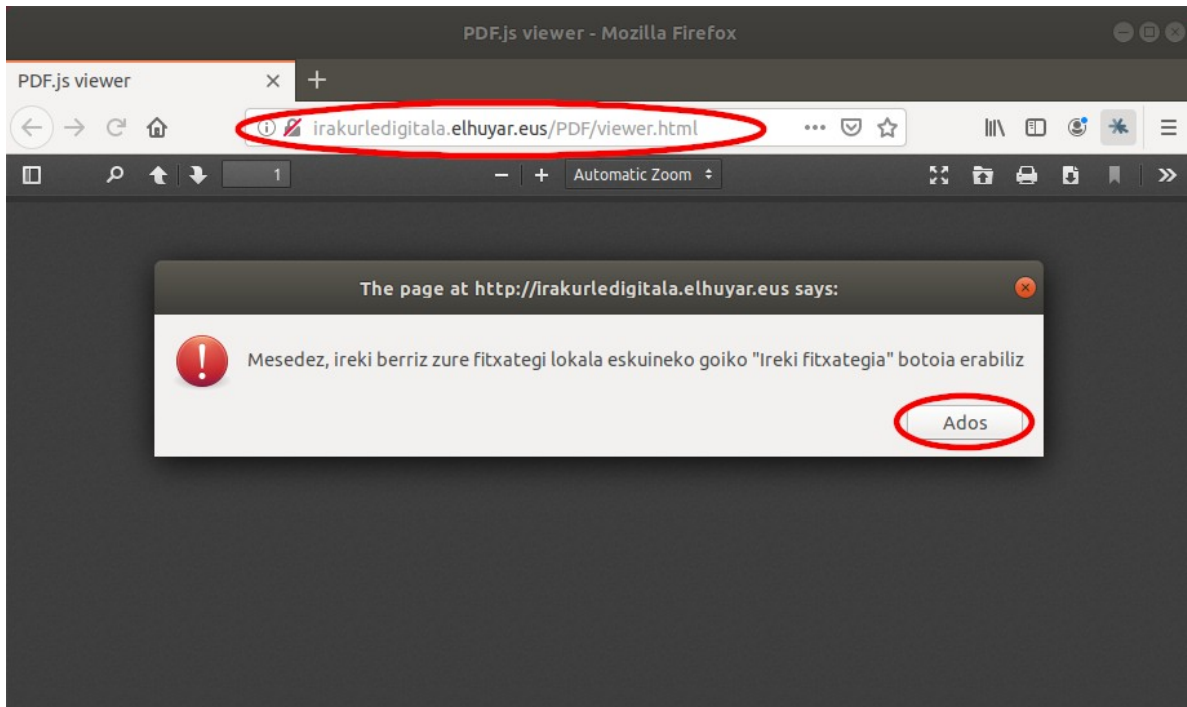 PDF.js viewer - Mozilla Firefox
PDF.js viewer
irakurledigitala.elhuyar.eus/PDF/viewer.html
1
Automatic Zoom
The page at http://irakurledigitala.elhuyar.eus says:
Mesedez, ireki berriz zure fitxategi lokala eskuineko goiko "Ireki fitxategia" botoia erabiliz
Ados